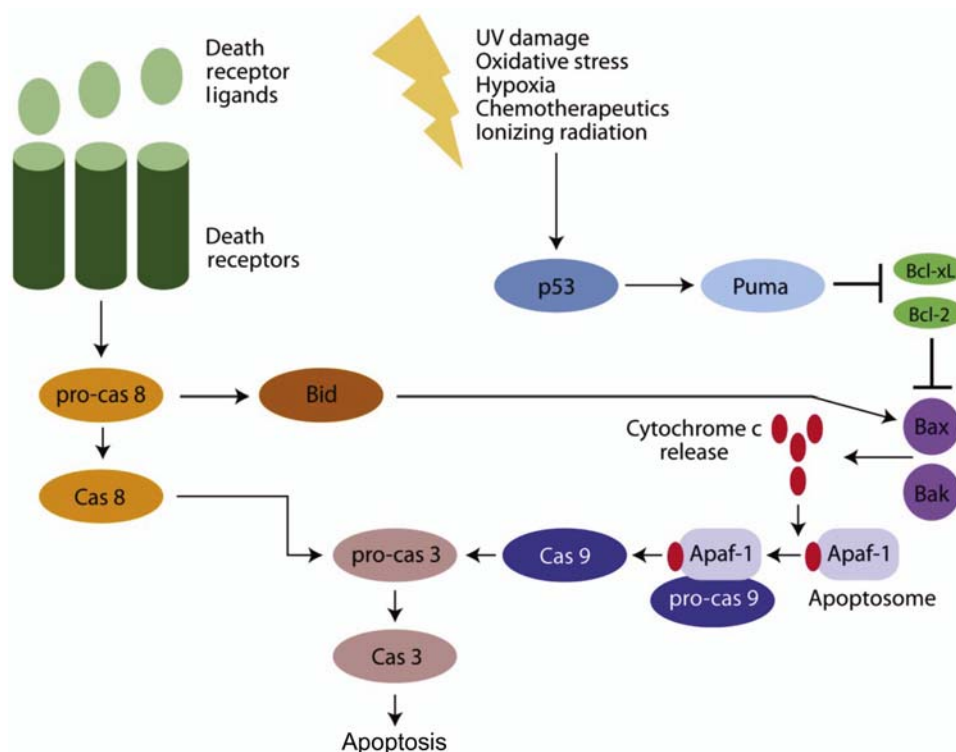 Death
receptor
ligands
UV damage
Oxidative stress
Hypoxia
Chemotherapeutics
Ionizing radiation
Death
receptors
p53
Puma
Bcl-xL
Bcl-2
pro-cas 8
Bid
Bax
Cytochrome c
release
Bak
Cas 8
pro-cas 3
Cas 9
Apaf-1
Apaf-1
pro-cas 9
Apoptosome
Cas 3
Apoptosis